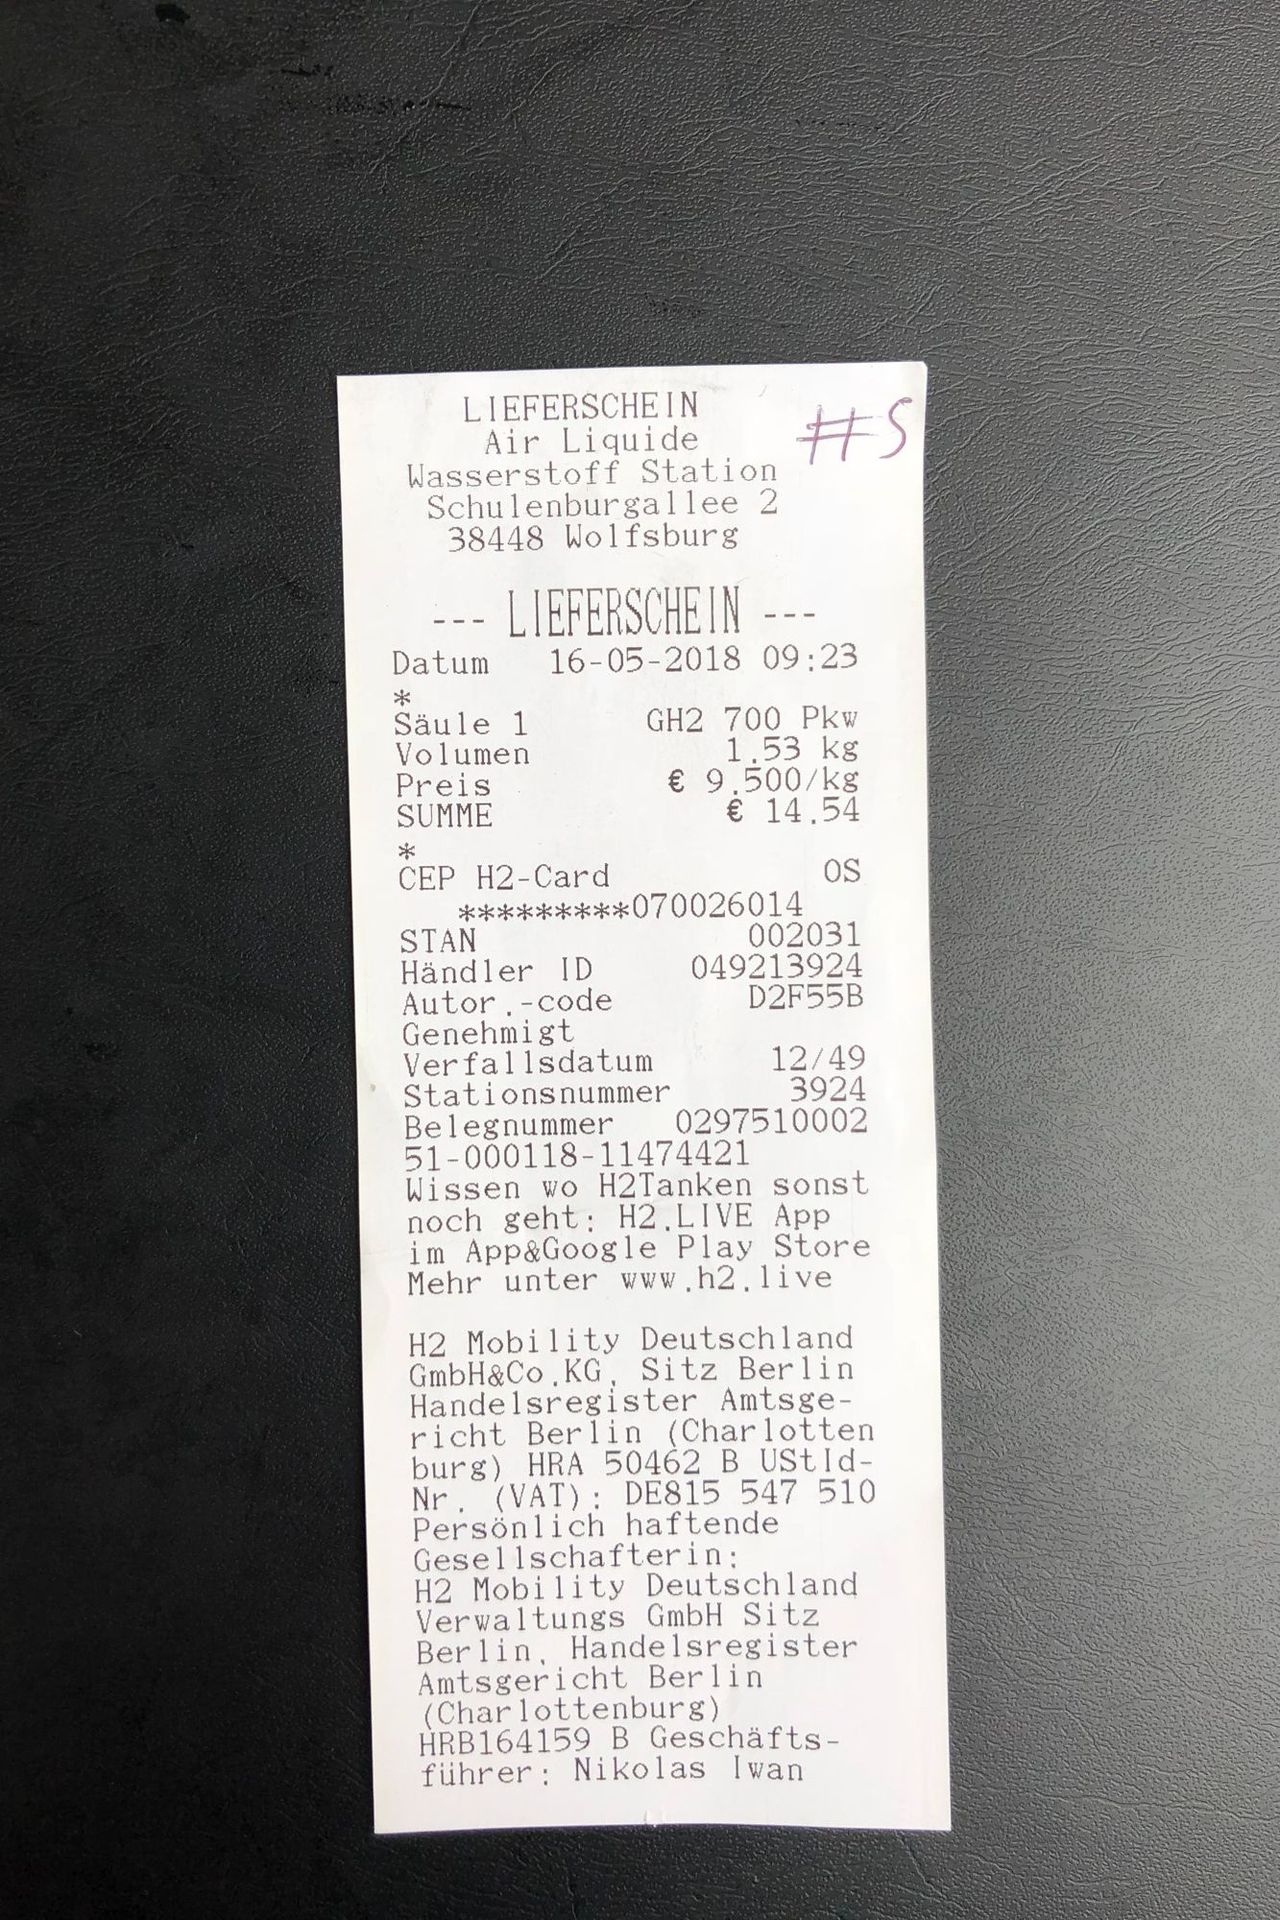 LIEFERSCHEIN
#5
Air Liquide
Wasserstoff Station
Schulenburgallee 2
38448 Wolfsburg
--- LIEFERSCHEIN ---
Datum 16-05-2018 09:23
*
Säule 1 GH2 700 Pkw
Volumen 1.53 kg
Preis € 9.500/kg
SUMME € 14.54
*
CEP H2-Card OS
*********070026014
STAN 002031
Händler ID 049213924
Autor.-code D2F55B
Genehmigt
Verfallsdatum 12/49
Stationsnummer 3924
Belegnummer 0297510002
51-000118-11474421
Wissen wo H2Tanken sonst
noch geht: H2.LIVE App
im App&Google Play Store
Mehr unter www.h2.live
H2 Mobility Deutschland
GmbH&Co.KG, Sitz Berlin
Handelsregister Amtsge-
richt Berlin (Charlotten
burg) HRA 50462 B UStId-
Nr. (VAT): DE815 547 510
Persönlich haftende
Gesellschafterin:
H2 Mobility Deutschland
Verwaltungs GmbH Sitz
Berlin, Handelsregister
Amtsgericht Berlin
(Charlottenburg)
HRB164159 B Geschäfts-
führer: Nikolas Iwan